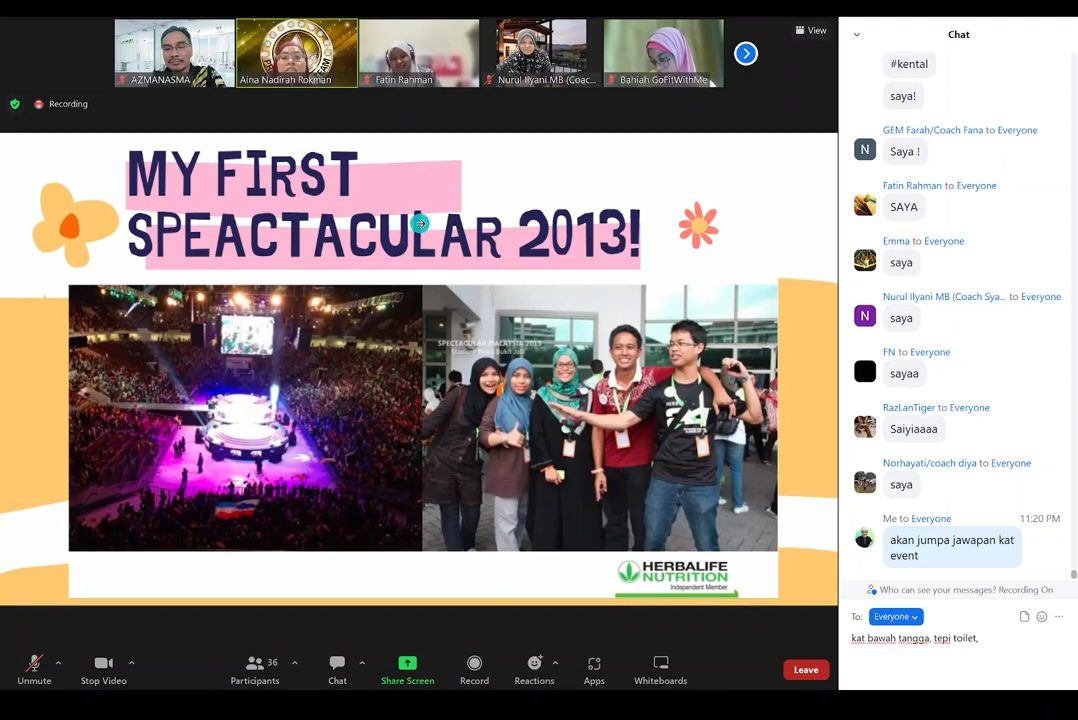 View
AZMANASMA
Aina Nadirah Rokman
Fatin Rahman
Nurul Ilyani MB (Coac...
Bahiah GoFitWithMe
Recording
MY FIRST
SPEACTACULAR 2013!
SPECTACULAR MALAYSIA 2013
HERBALIFE
HERBALIFE
NUTRITION
Independent Member
Unmute
Stop Video
36
Participants
Chat
Share Screen
Record
Reactions
Apps
Whiteboards
Leave
Chat
#kental
saya!
GEM Farah/Coach Fana to Everyone
N
Saya !
Fatin Rahman to Everyone
SAYA
Emma to Everyone
saya
Nurul Ilyani MB (Coach Sya... to Everyone
N
saya
FN to Everyone
sayaa
RazLanTiger to Everyone
Saiyiaaaa
Norhayati/coach diya to Everyone
saya
Me to Everyone 11:20 PM
akan jumpa jawapan kat
event
Who can see your messages? Recording On
To: Everyone
kat bawah tangga, tepi toilet,